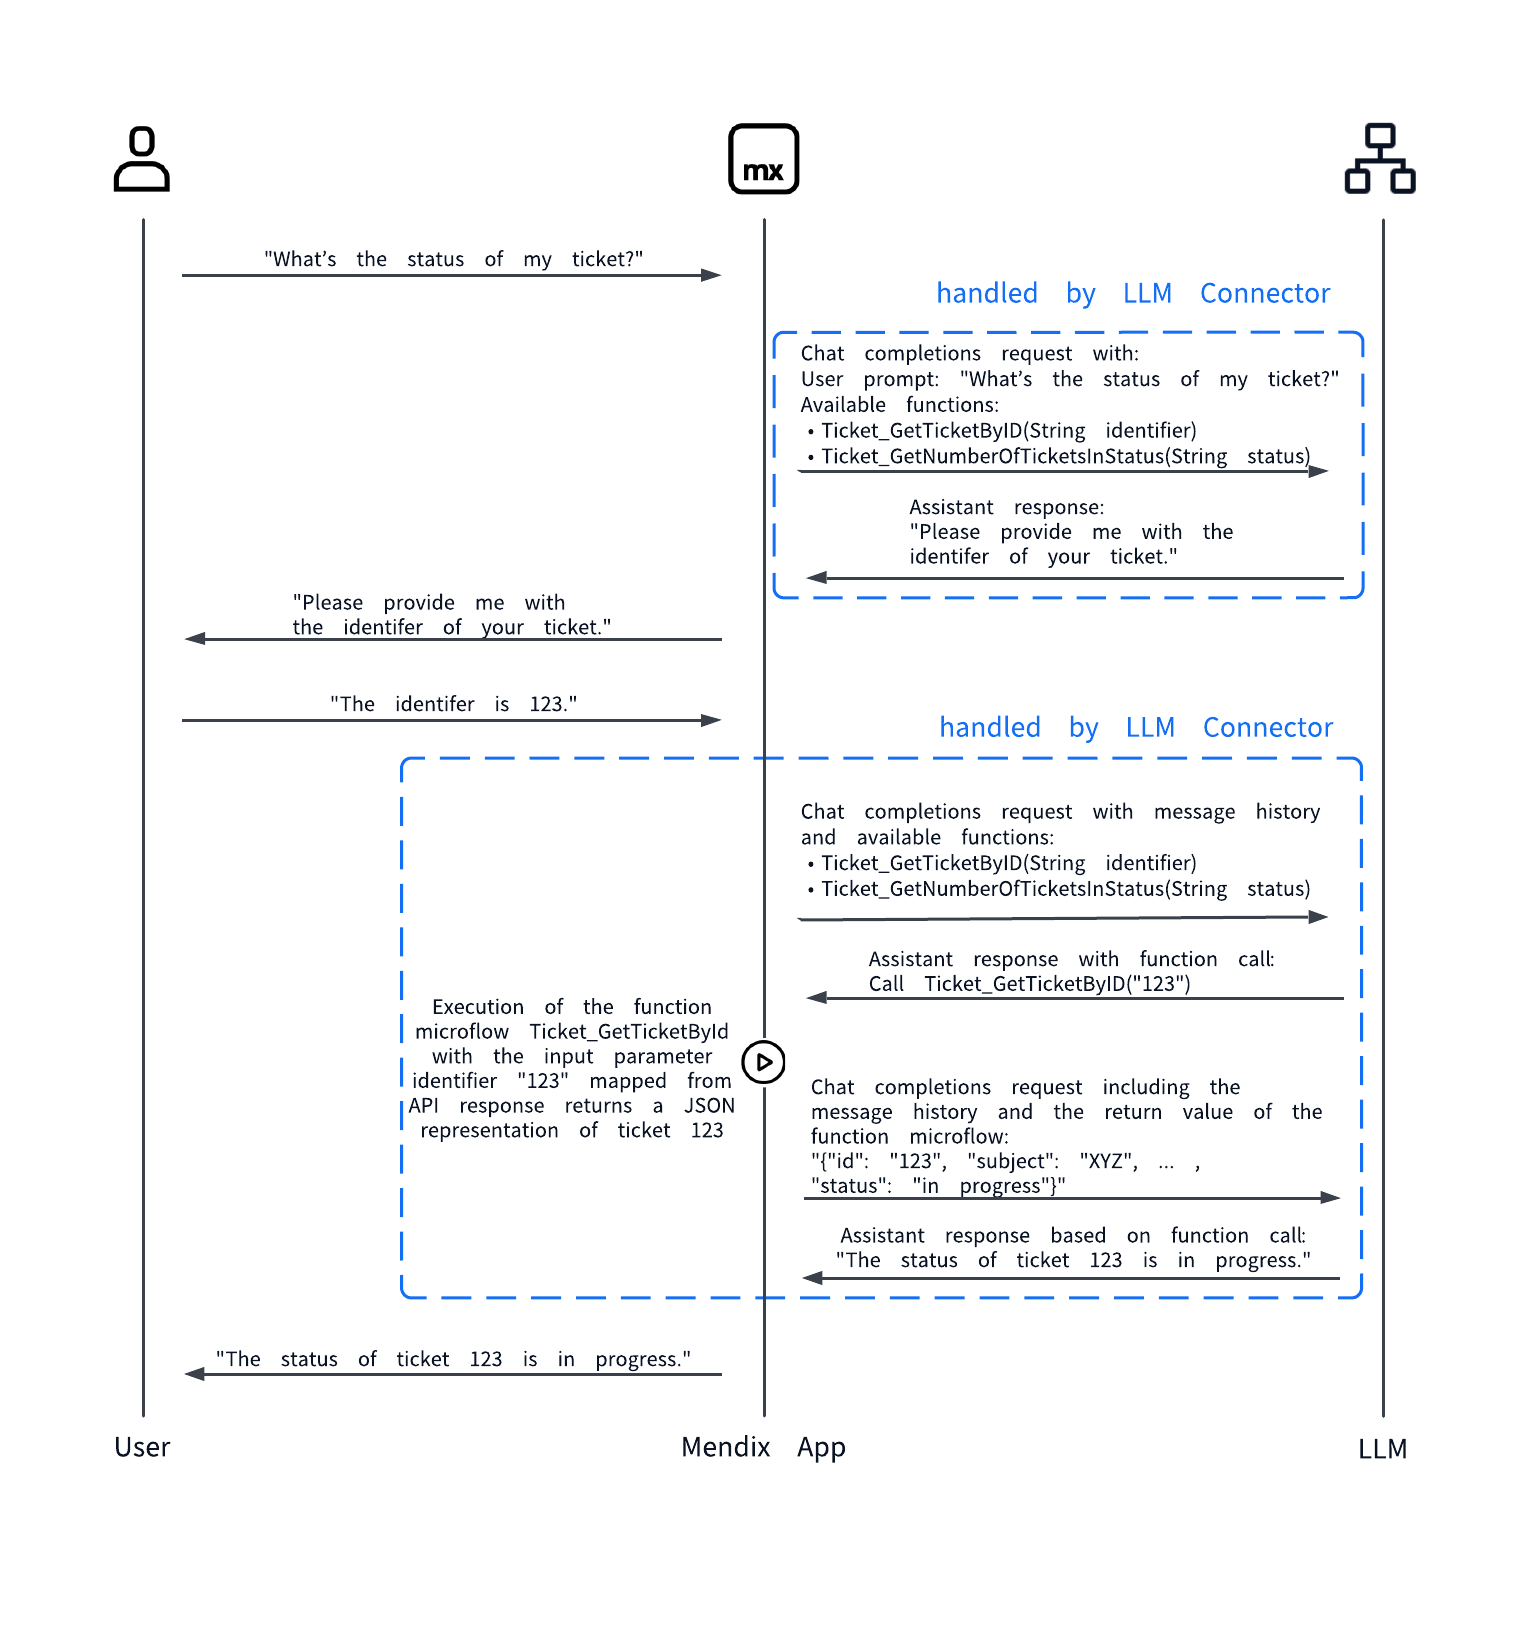 mx
"What’s the status of my ticket?"
handled by LLM Connector
Chat completions request with:
User prompt: "What’s the status of my ticket?"
Available functions:
• Ticket_GetTicketByID(String identifier)
• Ticket_GetNumberOfTicketsInStatus(String status)
Assistant response:
"Please provide me with the
identifer of your ticket."
"Please provide me with
the identifer of your ticket."
"The identifer is 123."
handled by LLM Connector
Chat completions request with message history
and available functions:
• Ticket_GetTicketByID(String identifier)
• Ticket_GetNumberOfTicketsInStatus(String status)
Assistant response with function call:
Call Ticket_GetTicketByID("123")
Execution of the function
microflow Ticket_GetTicketById
with the input parameter
identifier "123" mapped from
API response returns a JSON
representation of ticket 123
Chat completions request including the
message history and the return value of the
function microflow:
"{"id": "123", "subject": "XYZ", ... ,
"status": "in progress"}"
Assistant response based on function call:
"The status of ticket 123 is in progress."
"The status of ticket 123 is in progress."
User
Mendix App
LLM